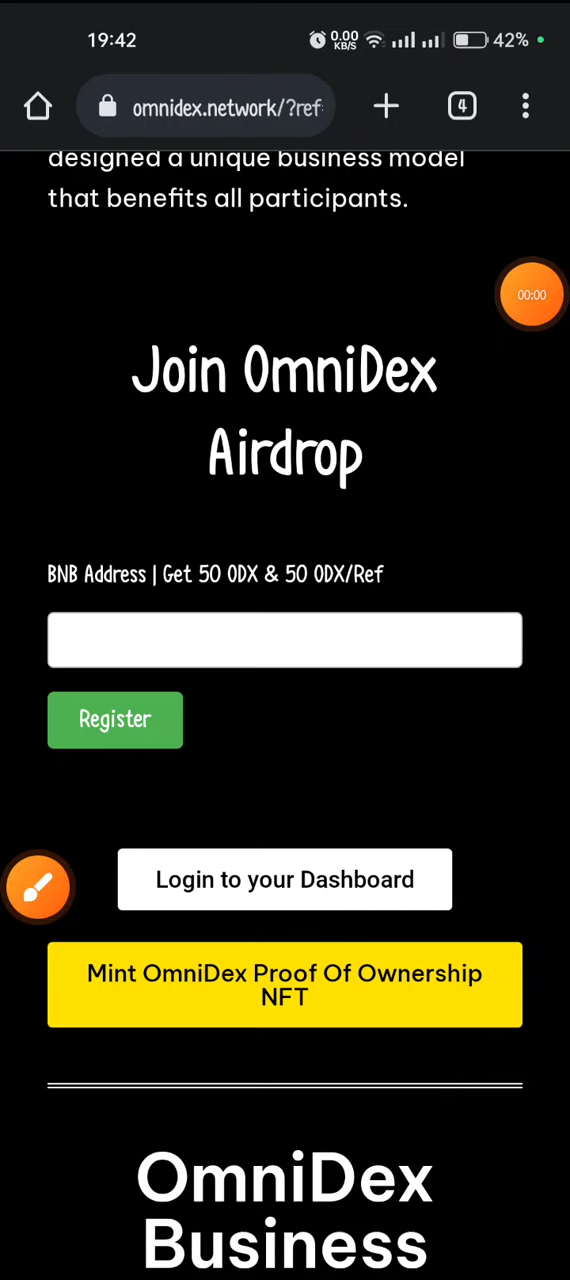 19:42
0.00
KB/S
42%
omnidex.network/?ref
4
designed a unique business model
that benefits all participants.
00:00
Join OmniDex
Airdrop
BNB Address | Get 50 ODX & 50 ODX/Ref
Register
Login to your Dashboard
Mint OmniDex Proof Of Ownership
NFT
OmniDex
Business